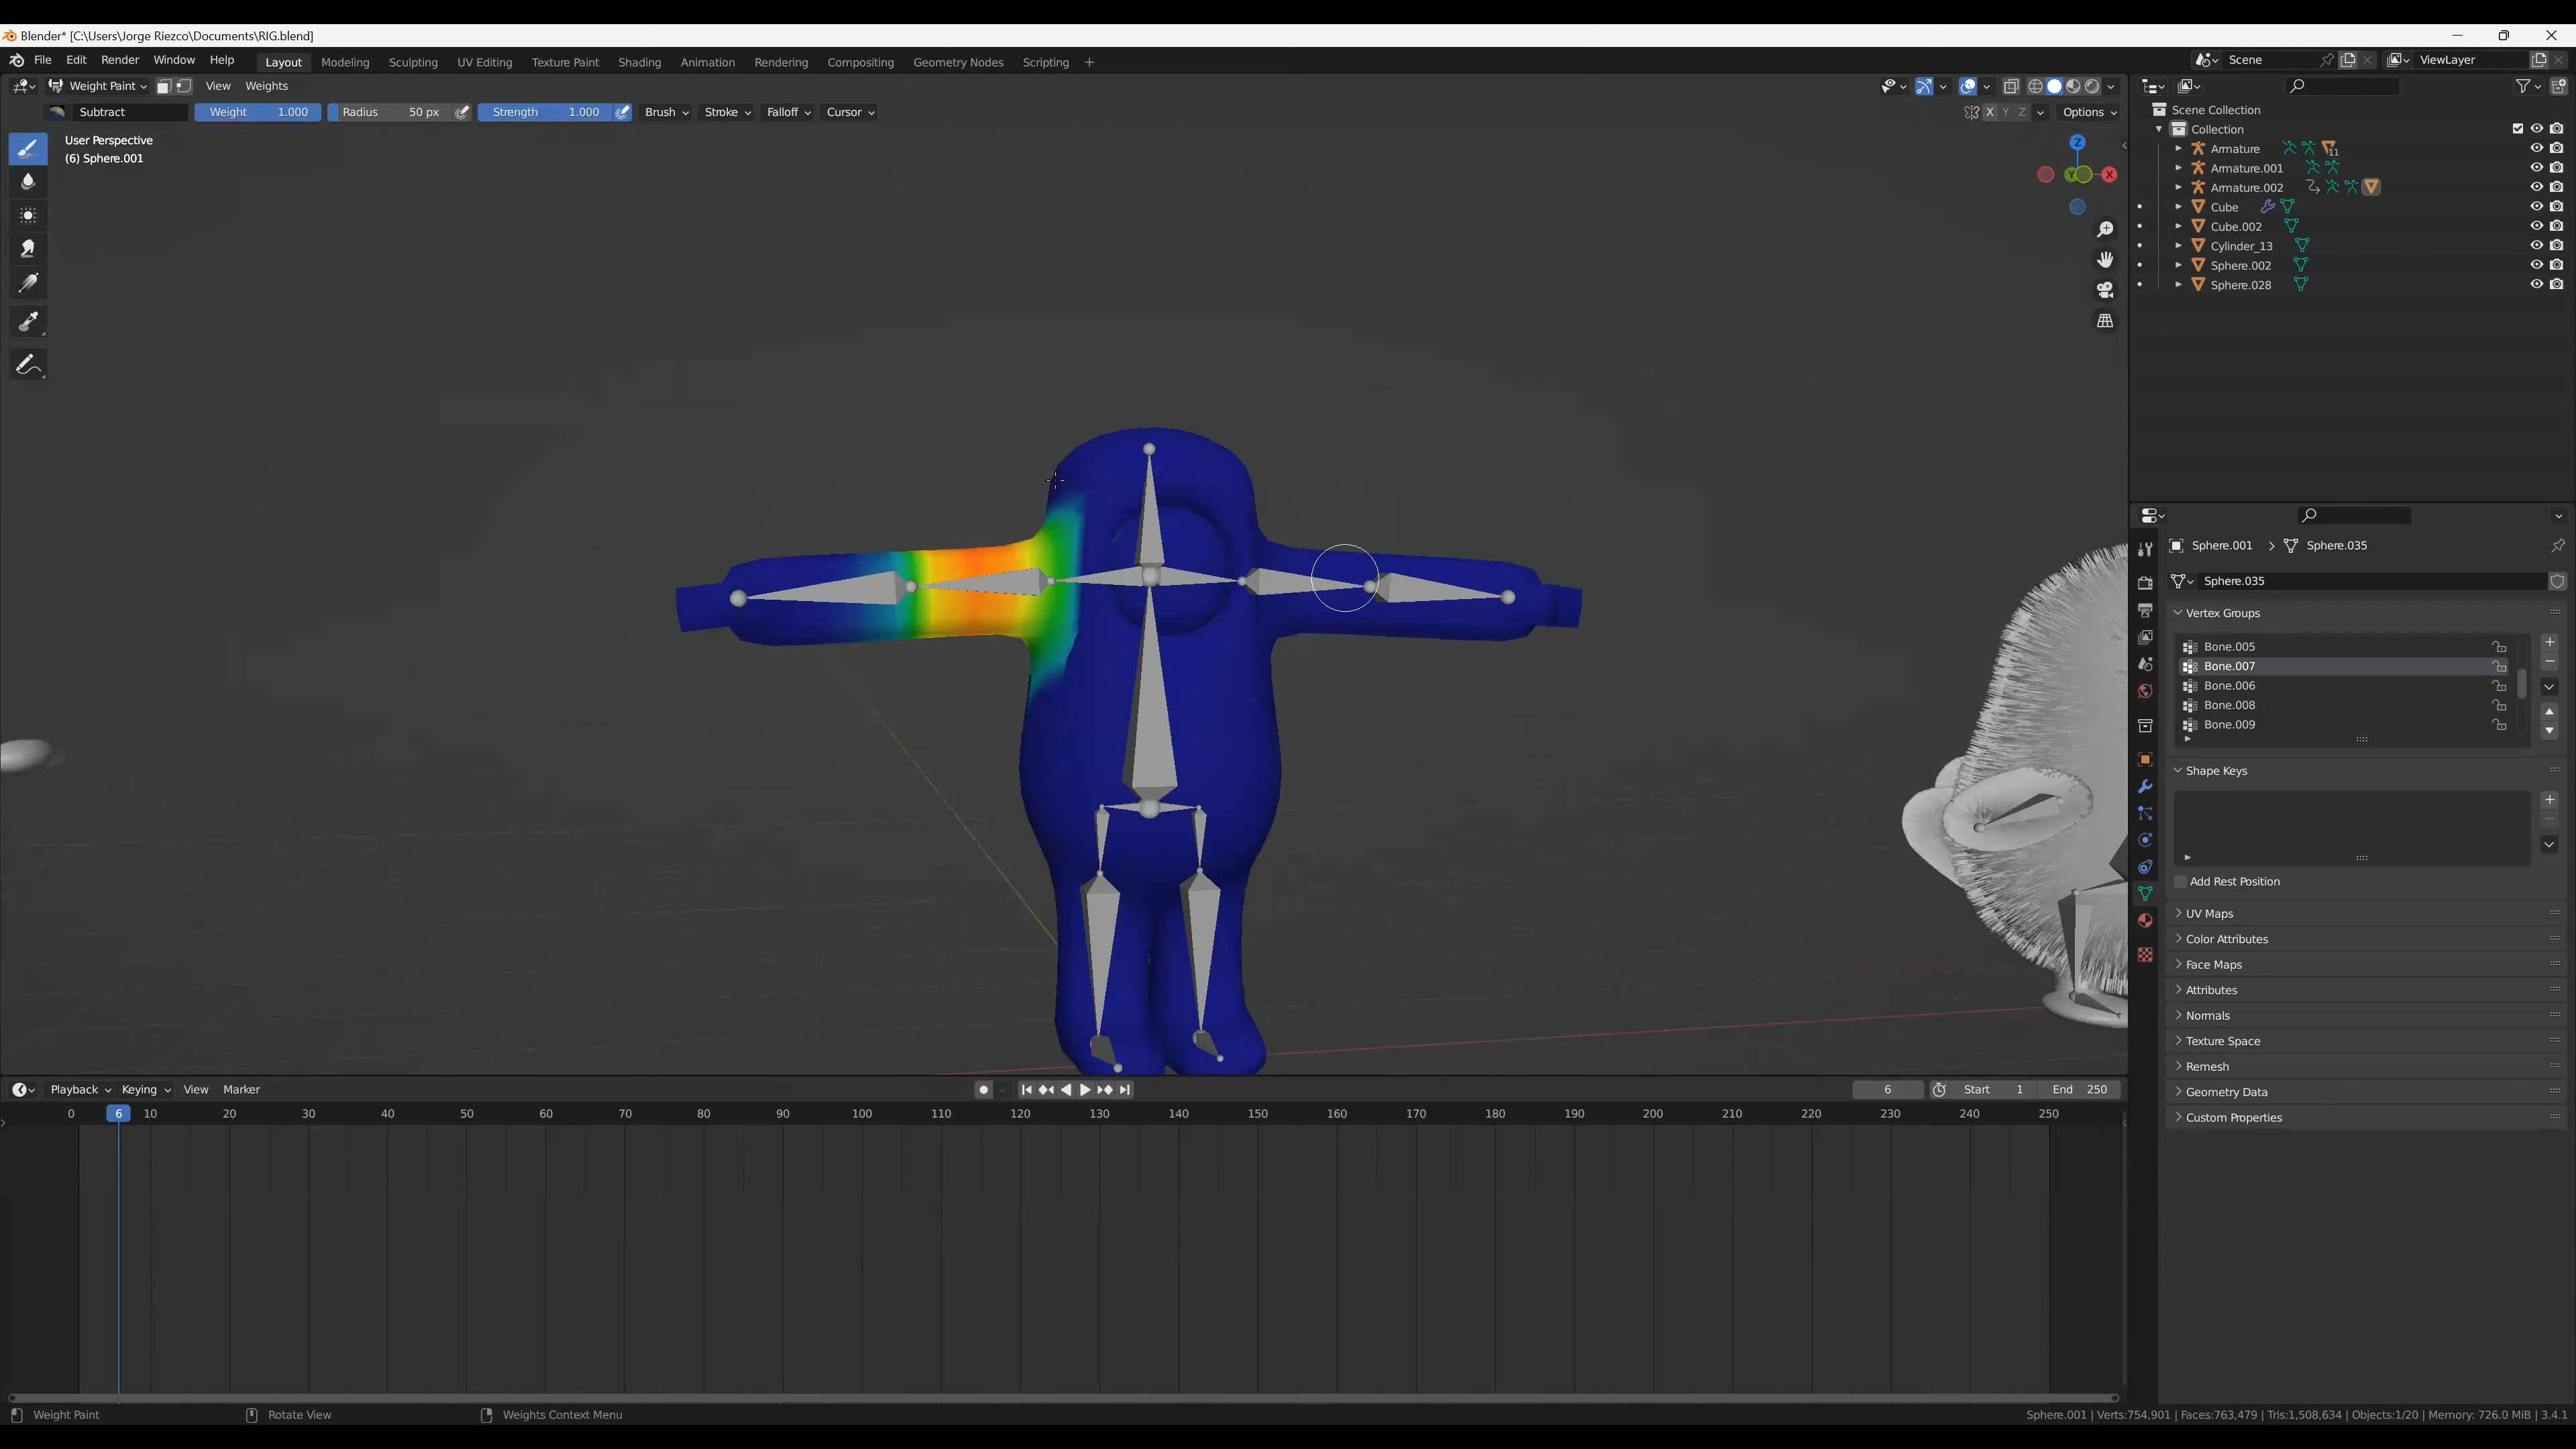 Blender* [C:\Users\Jorge Riezco\Documents\RIG.blend]
File Edit Render Window Help Layout Modeling Sculpting UV Editing Texture Paint Shading Animation Rendering Compositing Geometry Nodes Scripting + Scene ViewLayer
Weight Paint View Weights
Subtract Weight 1.000 Radius 50 px Strength 1.000 Brush Stroke Falloff Cursor X Y Z Options
User Perspective
(6) Sphere.001
Z
Y X
Scene Collection
Collection
Armature 11
Armature.001
Armature.002
Cube
Cube.002
Cylinder_13
Sphere.002
Sphere.028
Sphere.001 > Sphere.035
Sphere.035
Vertex Groups
Bone.005
Bone.007
Bone.006
Bone.008
Bone.009
Shape Keys
Add Rest Position
UV Maps
Color Attributes
Face Maps
Attributes
Normals
Texture Space
Remesh
Geometry Data
Custom Properties
Playback Keying View Marker 6 Start 1 End 250
0 6 10 20 30 40 50 60 70 80 90 100 110 120 130 140 150 160 170 180 190 200 210 220 230 240 250
Weight Paint Rotate View Weights Context Menu Sphere.001 | Verts:754,901 | Faces:763,479 | Tris:1,508,634 | Objects:1/20 | Memory: 726.0 MiB | 3.4.1